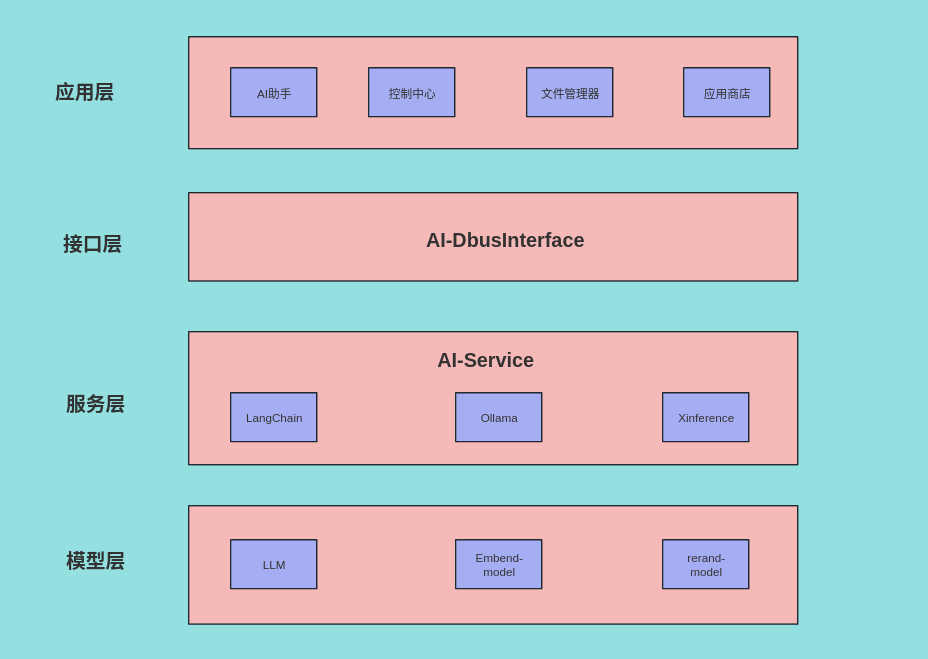 应用层
AI助手
控制中心
文件管理器
应用商店
接口层
AI-DbusInterface
服务层
AI-Service
LangChain
Ollama
Xinference
模型层
LLM
Embend-
model
rerand-
model